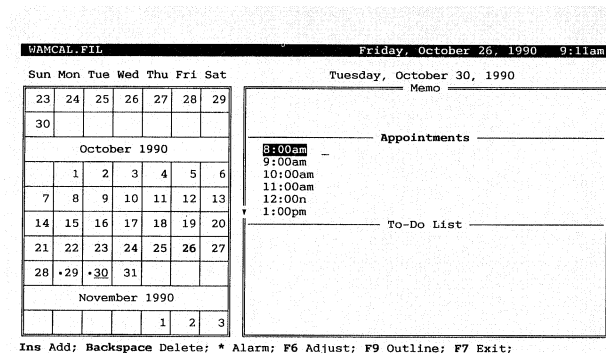 WAMCAL.FIL Friday, October 26, 1990 9:11am
Sun Mon Tue Wed Thu Fri Sat
23 24 25 26 27 28 29
30
October 1990
1 2 3 4 5 6
7 8 9 10 11 12 13
14 15 16 17 18 19 20
21 22 23 24 25 26 27
28 •29 •30 31
November 1990
1 2 3
Tuesday, October 30, 1990
Memo
Appointments
8:00am _
9:00am
10:00am
11:00am
12:00n
1:00pm
To-Do List
Ins Add; Backspace Delete; * Alarm; F6 Adjust; F9 Outline; F7 Exit;